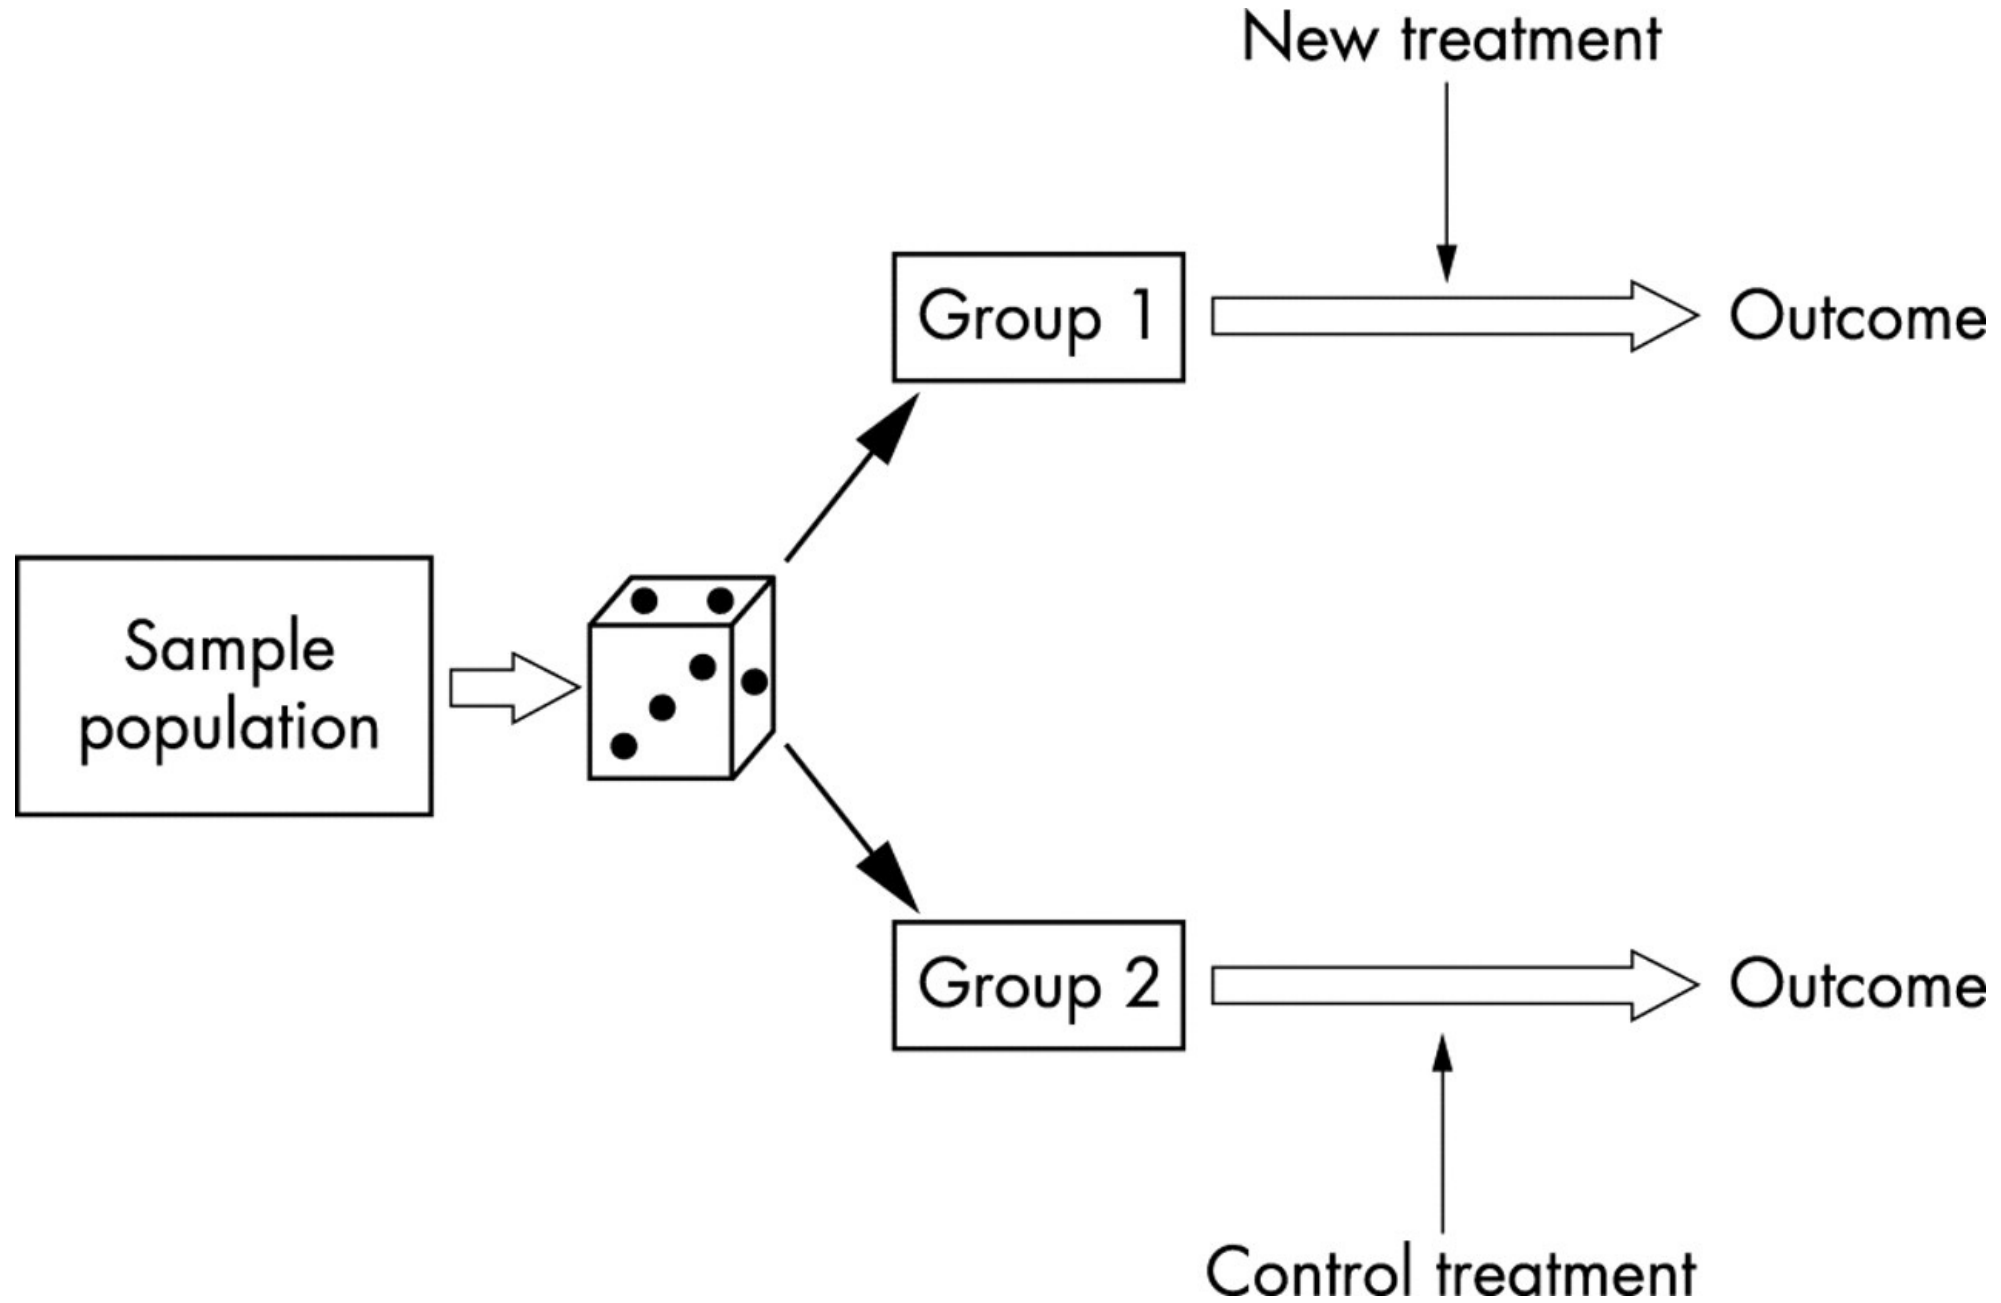 New treatment
Group 1
Outcome
Sample
population
Group 2
Outcome
Control treatment